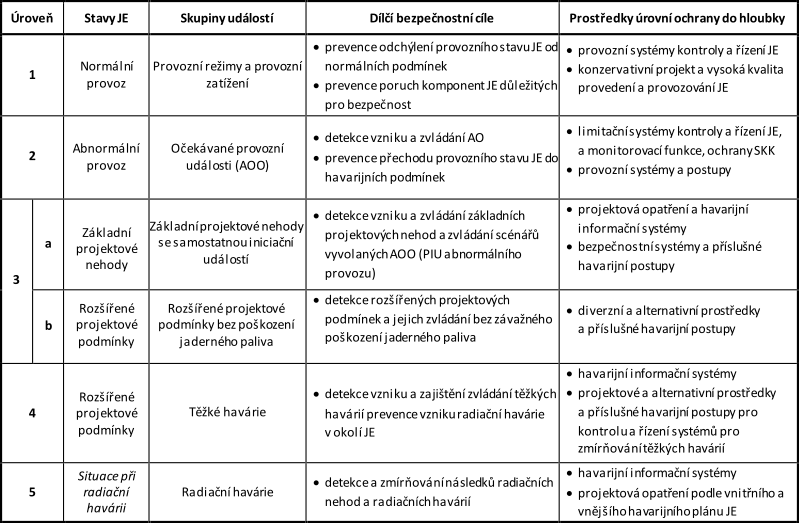 Úroveň Stavy JE Skupiny událostí Dílčí bezpečnostní cíle Prostředky úrovní ochrany do hloubky
1
Normální
provoz
Provozní režimy a provozní
zatížení
• prevence odchýlení provozního stavu JE od
normálních podmínek
• prevence poruch komponent JE důležitých
pro bezpečnost
• provozní systémy kontroly a řízení JE
• konzervativní projekt a vysoká kvalita
provedení a provozování JE
2
Abnormální
provoz
Očekávané provozní
události (AOO)
• detekce vzniku a zvládání AO
• prevence přechodu provozního stavu JE do
havarijních podmínek
• limitační systémy kontroly a řízení JE,
a monitorovací funkce, ochrany SKK
• provozní systémy a postupy
3
a
Základní
projektové
nehody
Základní projektové nehody
se samostatnou iniciační
událostí
• detekce vzniku a zvládání základních
projektových nehod a zvládání scénářů
vyvolaných AOO (PIU abnormálního
provozu)
• projektová opatření a havarijní
informační systémy
• bezpečnostní systémy a příslušné
havarijní postupy
b
Rozšířené
projektové
podmínky
Rozšířené projektové
podmínky bez poškození
jaderného paliva
• detekce rozšířených projektových
podmínek a jejich zvládání bez závažného
poškození jaderného paliva
• diverzní a alternativní prostředky
a příslušné havarijní postupy
4
Rozšířené
projektové
podmínky
Těžké havárie
• detekce vzniku a zajištění zvládání těžkých
havárií prevence vzniku radiační havárie
v okolí JE
• havarijní informační systémy
• projektové a alternativní prostředky
a příslušné havarijní postupy pro
kontrolu a řízení systémů pro
zmírňování těžkých havárií
5
Situace při
radiační
havárii
Radiační havárie
• detekce a zmírňování následků radiačních
nehod a radiačních havárií
• havarijní informační systémy
• projektová opatření podle vnitřního a
vnějšího havarijního plánu JE